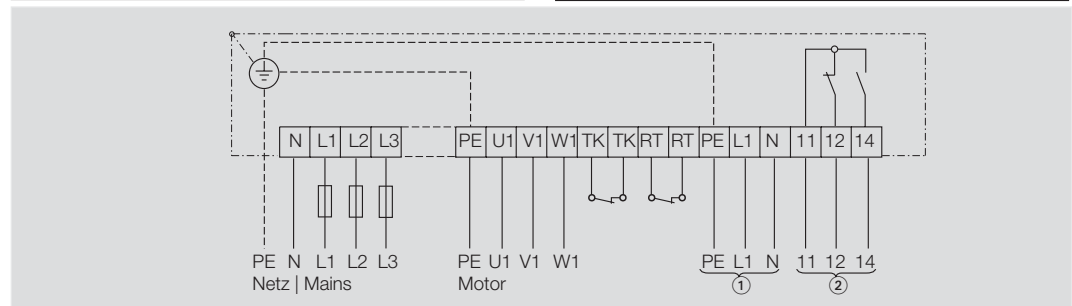 N L1 L2 L3 PE U1 V1 W1 TK TK RT RT PE L1 N 11 12 14
PE N L1 L2 L3 PE U1 V1 W1 PE L1 N 11 12 14
Netz | Mains Motor ① ②